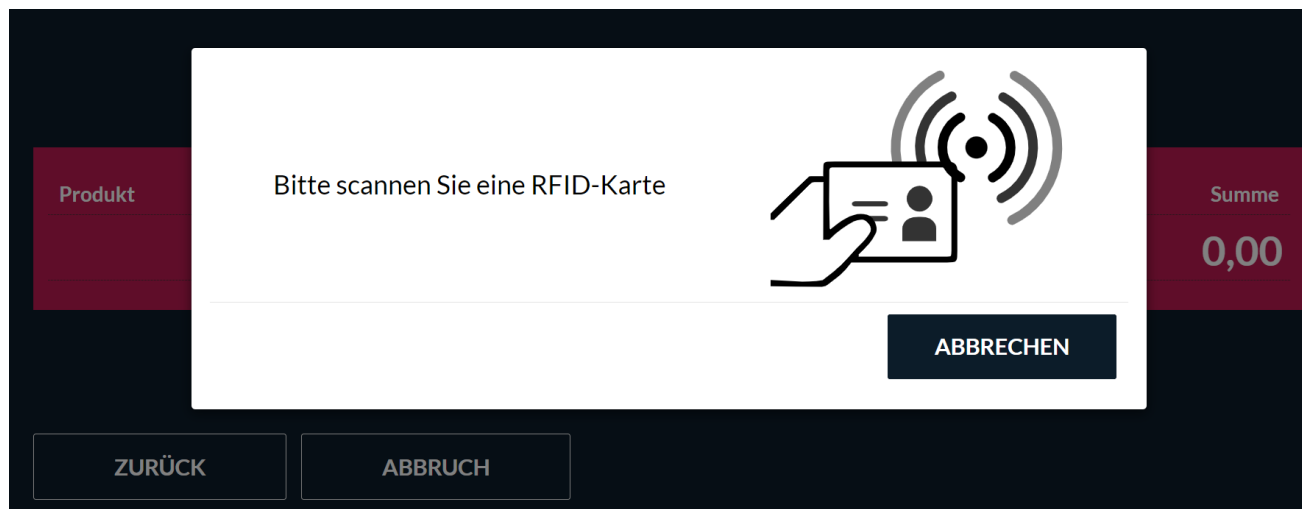 Bitte scannen Sie eine RFID-Karte
ABBRECHEN
Produkt
Summe
0,00
ZURÜCK
ABBRUCH